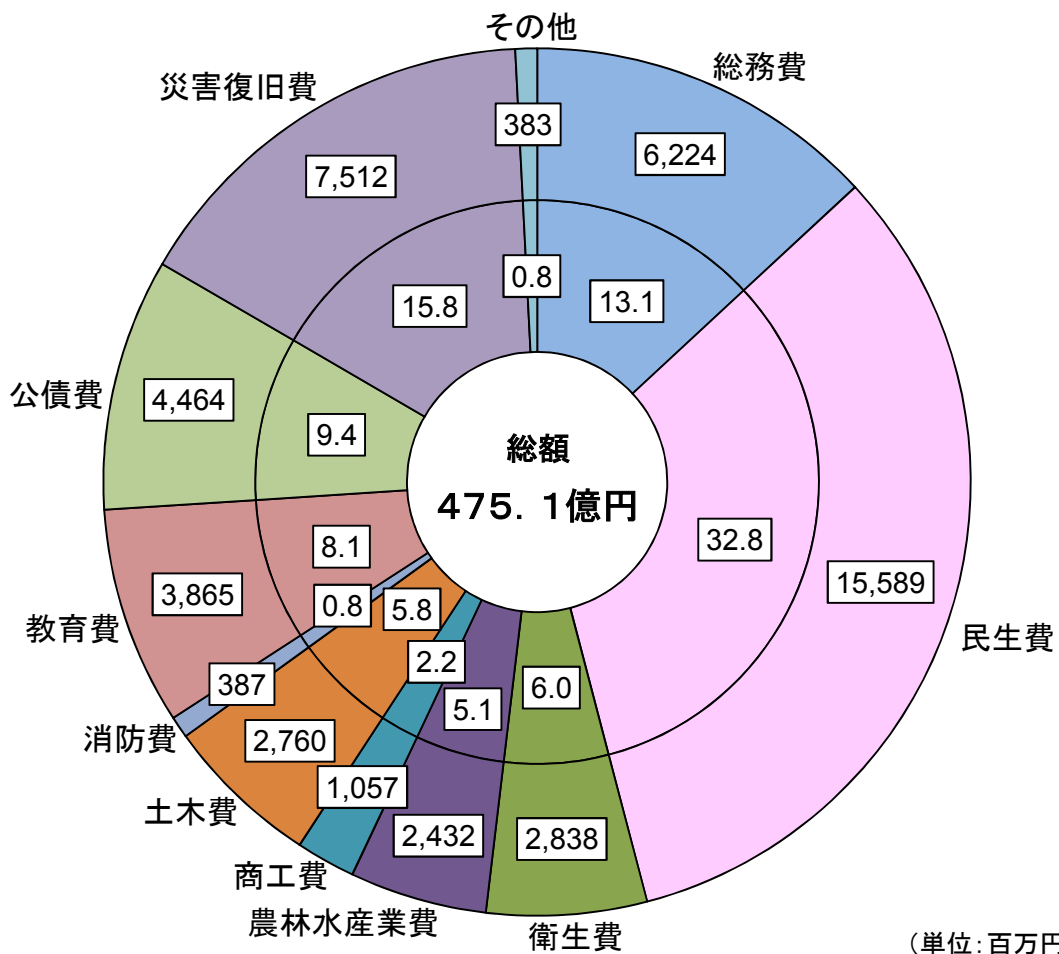 その他
総務費
災害復旧費
383
6,224
7,512
0.8
13.1
15.8
公債費
4,464
9.4
総額
475.1億円
32.8
15,589
民生費
8.1
3,865
教育費
0.8
5.8
387
消防費
2.2
6.0
5.1
2,760
土木費
1,057
2,432
2,838
商工費
農林水産業費
衛生費
(単位:百万円